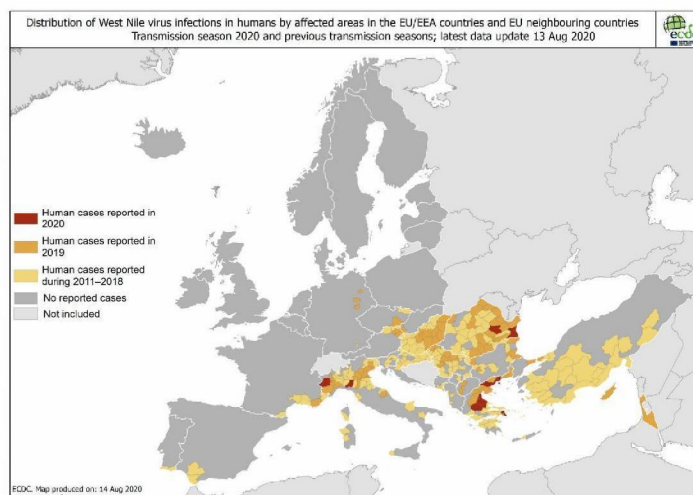 Distribution of West Nile virus infections in humans by affected areas in the EU/EEA countries and EU neighbouring countries
Transmission season 2020 and previous transmission seasons; latest data update 13 Aug 2020
ecdc
Human cases reported in
2020
Human cases reported in
2019
Human cases reported
during 2011–2018
No reported cases
Not included
ECDC. Map produced on: 14 Aug 2020